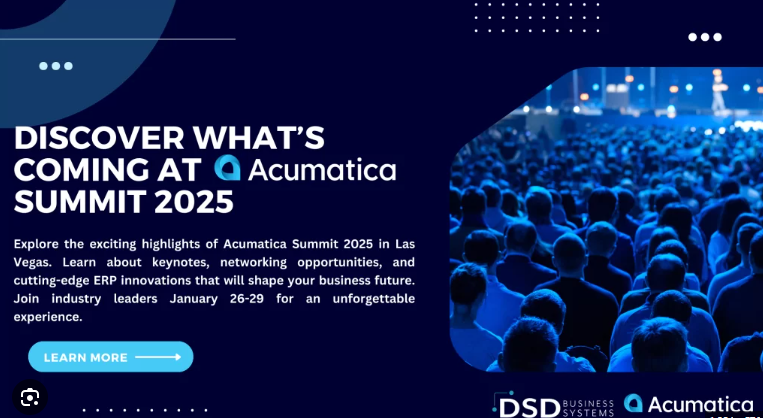 DISCOVER WHAT'S
COMING AT Acumatica
SUMMIT 2025
Explore the exciting highlights of Acumatica Summit 2025 in Las
Vegas. Learn about keynotes, networking opportunities, and
cutting-edge ERP innovations that will shape your business future.
Join industry leaders January 26-29 for an unforgettable
experience.
LEARN MORE
DSD BUSINESS
SYSTEMS
Acumatica